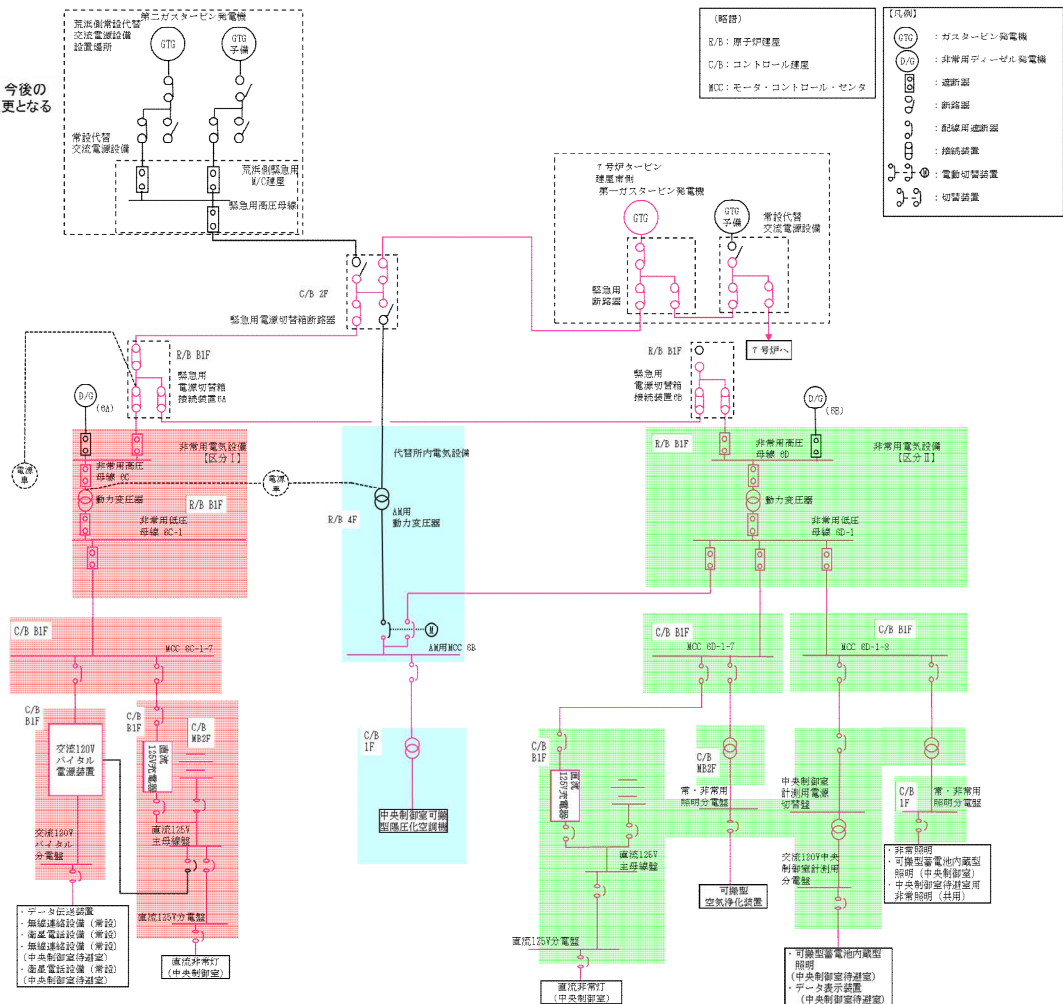 今後の
更となる
第二ガスタービン発電機
荒浜側常設代替
交流電源設備
設置場所
GTG
GTG
予備
常設代替
交流電源設備
荒浜側緊急用
M/C建屋
緊急用高圧母線
(略語)
R/B：原子炉建屋
C/B：コントロール建屋
MCC：モータ・コントロール・センタ
【凡例】
GTG
：ガスタービン発電機
D/G
：非常用ディーゼル発電機
：遮断器
：断路器
：配線用遮断器
：接続装置
M
：電動切替装置
：切替装置
7号炉タービン
建屋南側
第一ガスタービン発電機
GTG
GTG
予備
常設代替
交流電源設備
緊急用
断路器
7号炉へ
C/B 2F
緊急用電源切替箱断路器
R/B B1F
緊急用
電源切替箱
接続装置6A
R/B B1F
緊急用
電源切替箱
接続装置6B
D/G
(6A)
D/G
(6B)
電源
車
電源
車
非常用電気設備
【区分Ⅰ】
非常用高圧
母線 6C
動力変圧器
R/B B1F
非常用低圧
母線 6C-1
代替所内電気設備
R/B 4F
AM用
動力変圧器
M
AM用MCC 6B
R/B B1F
非常用高圧
母線 6D
非常用電気設備
【区分Ⅱ】
動力変圧器
非常用低圧
母線 6D-1
C/B B1F
MCC 6C-1-7
C/B B1F
MCC 6D-1-7
C/B B1F
MCC 6D-1-8
C/B
B1F
交流120V
バイタル
電源装置
交流120V
バイタル
分電盤
C/B
B1F
直流
125V充電器
C/B
MB2F
直流125V
主母線盤
直流125V分電盤
・データ伝送装置
・無線連絡設備（常設）
・衛星電話設備（常設）
・無線連絡設備（常設）
（中央制御室待避室）
・衛星電話設備（常設）
（中央制御室待避室）
直流非常灯
（中央制御室）
C/B
1F
中央制御室可搬
型陽圧化空調機
C/B
B1F
直流
125V充電器
直流125V
主母線盤
直流125V分電盤
直流非常灯
（中央制御室）
C/B
MB2F
常・非常用
照明分電盤
可搬型
空気浄化装置
中央制御室
計測用電源
切替盤
交流120V中央
制御室計測用
分電盤
常・非常用
照明分電盤
C/B
1F
・非常照明
・可搬型蓄電池内蔵型
照明（中央制御室）
・中央制御室待避室用
非常照明（共用）
・可搬型蓄電池内蔵型
照明
（中央制御室待避室）
・データ表示装置
（中央制御室待避室）